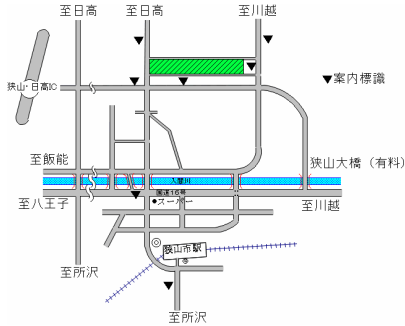 至日高
至日高
至川越
狭山・日高IC
▼案内標識
至飯能
狭山大橋（有料）
入間川
至八王子
国道16号
●スーパー
至川越
狭山市駅
至所沢
至所沢